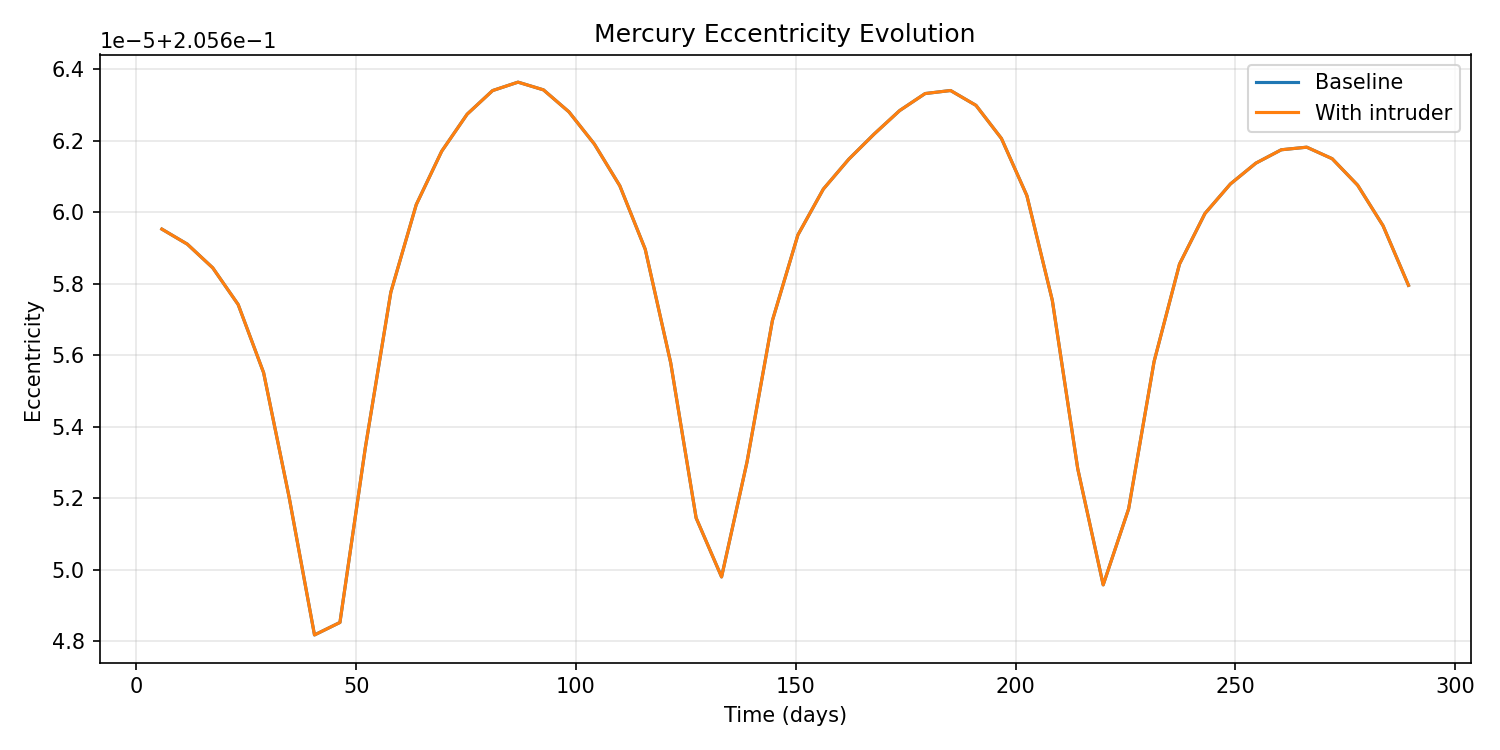 Mercury Eccentricity Evolution
1e−5+2.056e−1
6.4
6.2
6.0
5.8
5.6
5.4
5.2
5.0
4.8
Eccentricity
Baseline
With intruder
0 50 100 150 200 250 300
Time (days)